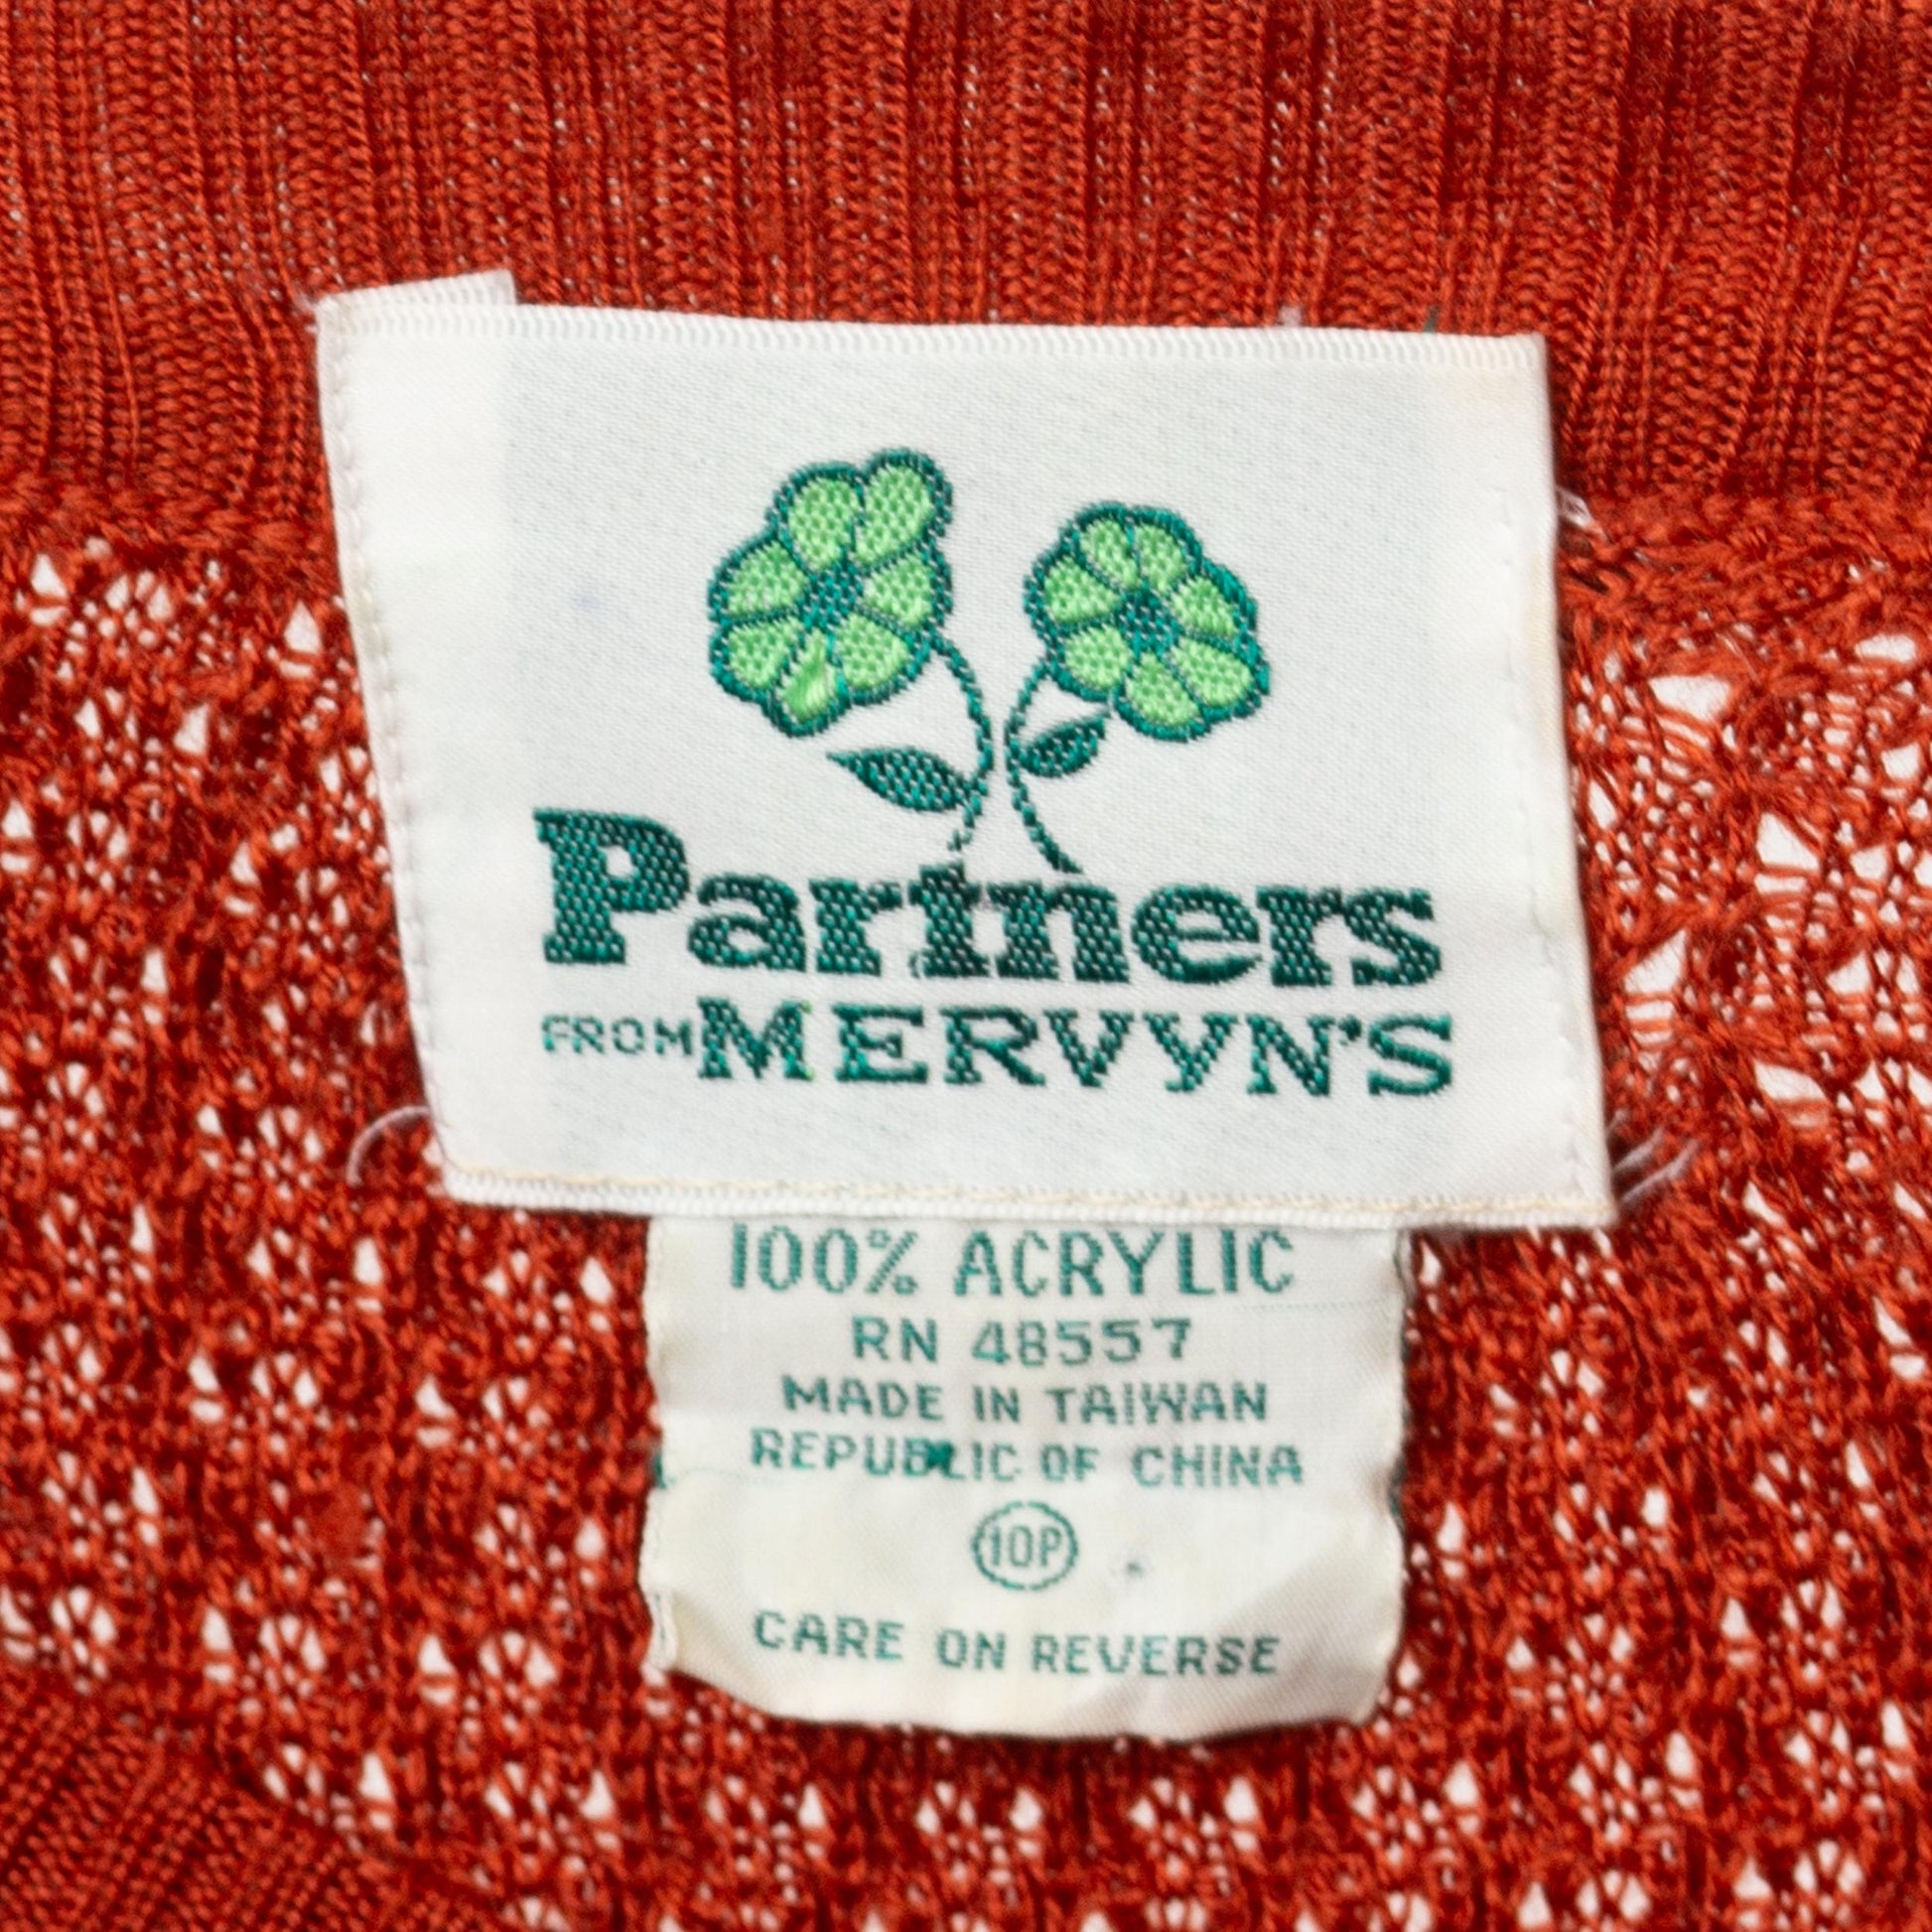 Partners
FROM MERVYN'S
100% ACRYLIC
RN 48557
MADE IN TAIWAN
REPUBLIC OF CHINA
10P
CARE ON REVERSE